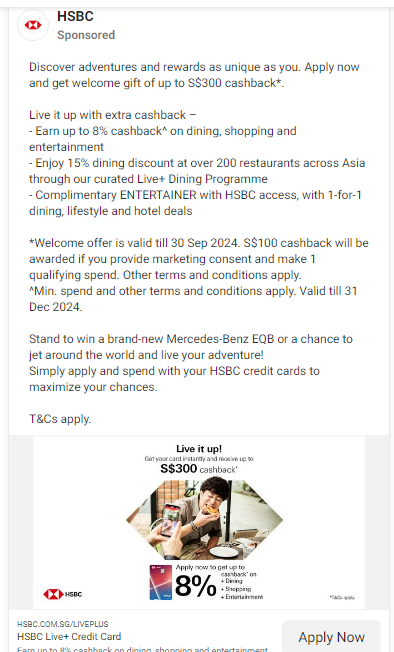 HSBC
Sponsored
Discover adventures and rewards as unique as you. Apply now
and get welcome gift of up to S$300 cashback*.
Live it up with extra cashback –
- Earn up to 8% cashback^ on dining, shopping and
entertainment
- Enjoy 15% dining discount at over 200 restaurants across Asia
through our curated Live+ Dining Programme
- Complimentary ENTERTAINER with HSBC access, with 1-for-1
dining, lifestyle and hotel deals
*Welcome offer is valid till 30 Sep 2024. S$100 cashback will be
awarded if you provide marketing consent and make 1
qualifying spend. Other terms and conditions apply.
^Min. spend and other terms and conditions apply. Valid till 31
Dec 2024.
Stand to win a brand-new Mercedes-Benz EQB or a chance to
jet around the world and live your adventure!
Simply apply and spend with your HSBC credit cards to
maximize your chances.
T&Cs apply.
Live it up!
Get your card instantly and receive up to
S$300 cashback*
Apply now to get up to
8% cashback* on
+ Dining
+ Shopping
+ Entertainment
HSBC
*T&Cs apply.
HSBC.COM.SG/LIVEPLUS
HSBC Live+ Credit Card
Earn up to 8% cashback on dining, shopping and entertainment
Apply Now